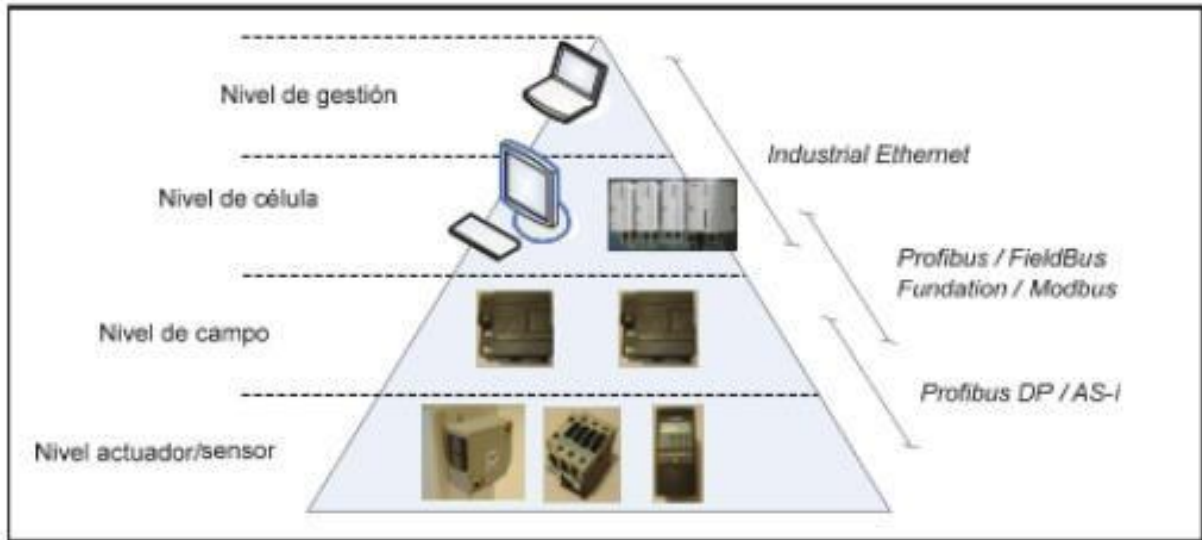 Nivel de gestión
Industrial Ethernet
Nivel de célula
Profibus / FieldBus
Fundation / Modbus
Nivel de campo
Profibus DP / AS-i
Nivel actuador/sensor